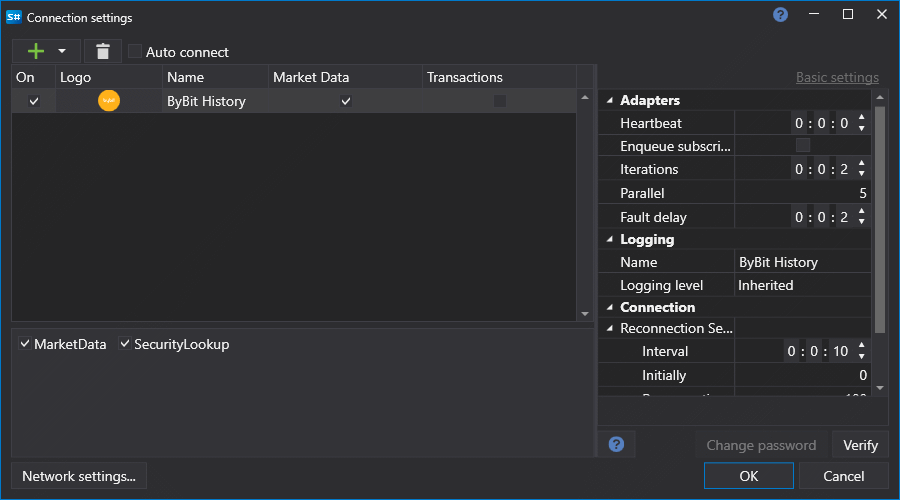 S# Connection settings
?
Auto connect
On Logo Name Market Data Transactions
ByBit History
Basic settings
Adapters
Heartbeat 0 : 0 : 0
Enqueue subscri...
Iterations 0 : 0 : 2
Parallel 5
Fault delay 0 : 0 : 2
Logging
Name ByBit History
Logging level Inherited
Connection
Reconnection Se...
Interval 0 : 0 : 10
Initially 0
MarketData SecurityLookup
?
Change password Verify
Network settings...
OK Cancel